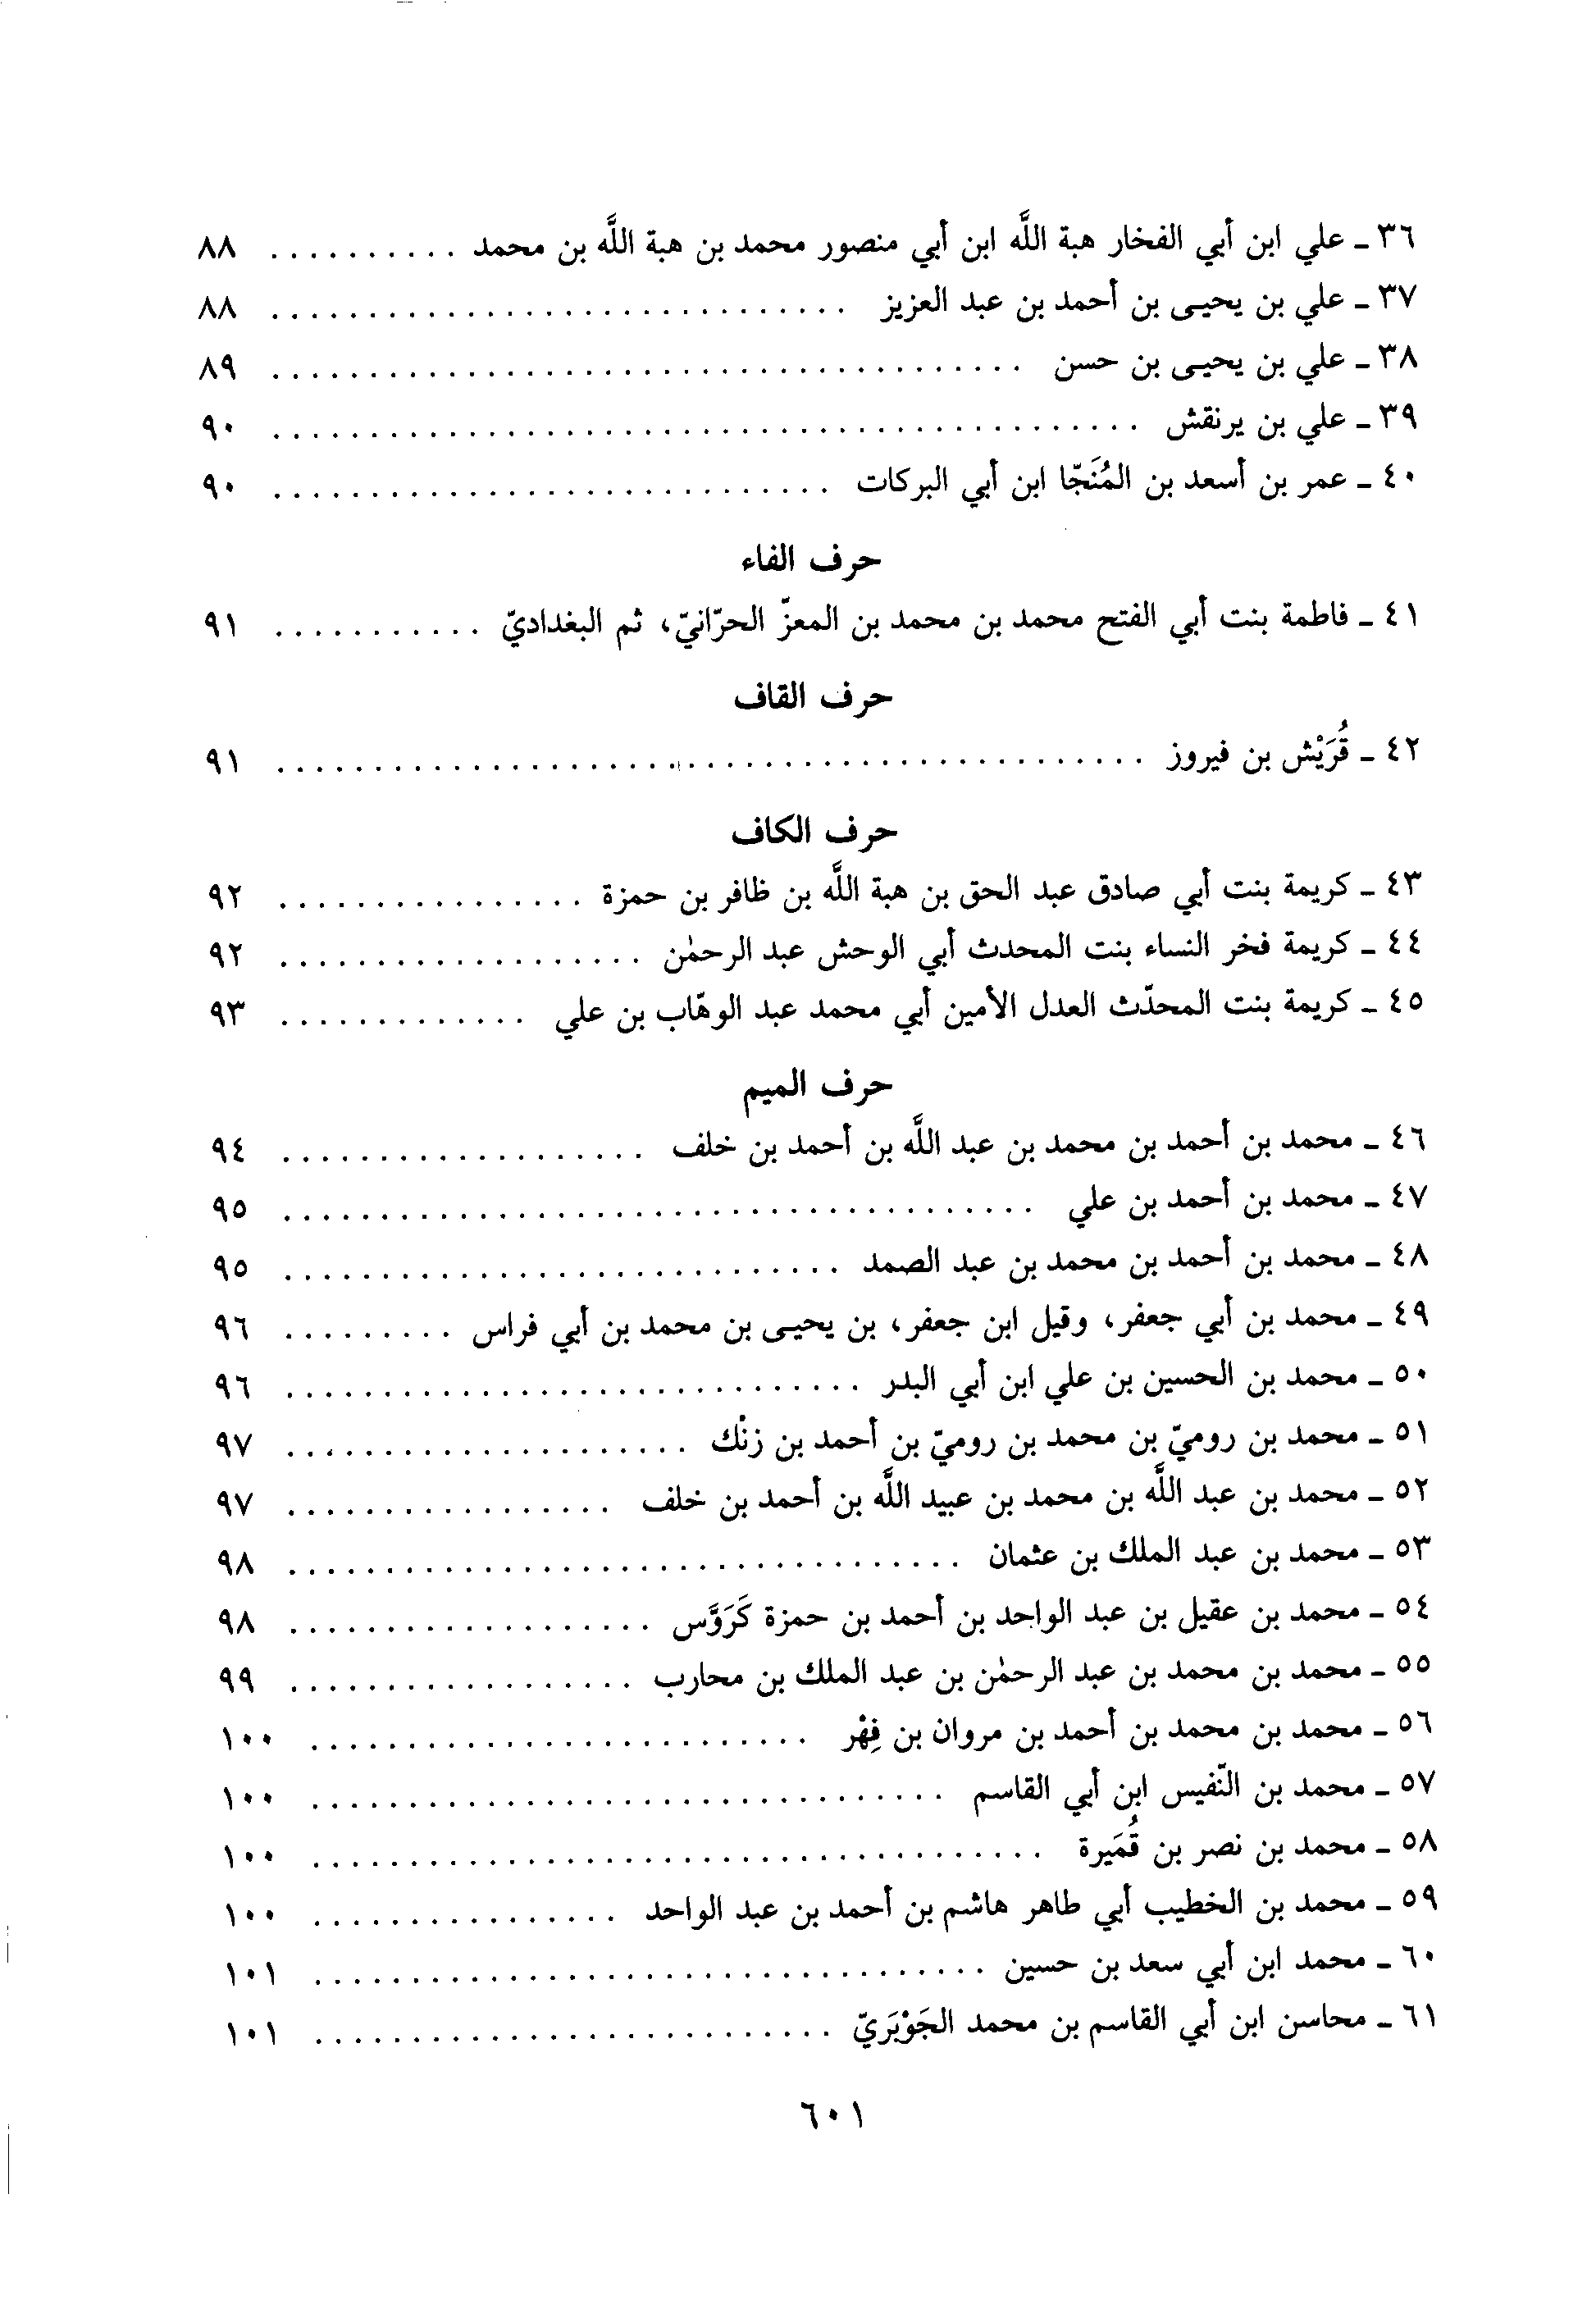 ٣٦ ـ علي ابن أبي الفخار هبة اللَّه ابن أبي منصور محمد بن هبة اللَّه بن محمد . . . . . . . . . . ٨٨
٣٧ ـ علي بن يحيى بن أحمد بن عبد العزيز . . . . . . . . . . . . . . . . . . . . . . . . . . . . . . ٨٨
٣٨ ـ علي بن يحيى بن حسن . . . . . . . . . . . . . . . . . . . . . . . . . . . . . . . . . . . . . . . ٨٩
٣٩ ـ علي بن يرنقش . . . . . . . . . . . . . . . . . . . . . . . . . . . . . . . . . . . . . . . . . . . . . ٩٠
٤٠ ـ عمر بن أسعد بن المُنَجّا ابن أبي البركات . . . . . . . . . . . . . . . . . . . . . . . . . . . . . ٩٠
حرف الفاء
٤١ ـ فاطمة بنت أبي الفتح محمد بن محمد بن المعزّ الحرّانيّ، ثم البغداديّ . . . . . . . . . . . ٩١
حرف القاف
٤٢ ـ قُرَيْش بن فيروز . . . . . . . . . . . . . . . . . . . . . . . . . . . . . . . . . . . . . . . . . . . . . ٩١
حرف الكاف
٤٣ ـ كريمة بنت أبي صادق عبد الحق بن هبة اللَّه بن ظافر بن حمزة . . . . . . . . . . . . . . . . ٩٢
٤٤ ـ كريمة فخر النساء بنت المحدث أبي الوحش عبد الرحمٰن . . . . . . . . . . . . . . . . . . . ٩٢
٤٥ ـ كريمة بنت المحدّث العدل الأمين أبي محمد عبد الوهّاب بن علي . . . . . . . . . . . . . ٩٣
حرف الميم
٤٦ ـ محمد بن أحمد بن محمد بن عبد اللَّه بن أحمد بن خلف . . . . . . . . . . . . . . . . . . . ٩٤
٤٧ ـ محمد بن أحمد بن علي . . . . . . . . . . . . . . . . . . . . . . . . . . . . . . . . . . . . . . . ٩٥
٤٨ ـ محمد بن أحمد بن محمد بن عبد الصمد . . . . . . . . . . . . . . . . . . . . . . . . . . . . . ٩٥
٤٩ ـ محمد بن أبي جعفر، وقيل ابن جعفر، بن يحيى بن محمد بن أبي فراس . . . . . . . . . ٩٦
٥٠ ـ محمد بن الحسين بن علي ابن أبي البدر . . . . . . . . . . . . . . . . . . . . . . . . . . . . . . ٩٦
٥١ ـ محمد بن روميّ بن محمد بن روميّ بن أحمد بن زنْك . . . . . . . . . . . . . . . . . . . . . ٩٧
٥٢ ـ محمد بن عبد اللَّه بن محمد بن عبيد اللَّه بن أحمد بن خلف . . . . . . . . . . . . . . . . . ٩٧
٥٣ ـ محمد بن عبد الملك بن عثمان . . . . . . . . . . . . . . . . . . . . . . . . . . . . . . . . . . . ٩٨
٥٤ ـ محمد بن عقيل بن عبد الواحد بن أحمد بن حمزة كَرَوَّس . . . . . . . . . . . . . . . . . . . ٩٨
٥٥ ـ محمد بن محمد بن عبد الرحمٰن بن عبد الملك بن محارب . . . . . . . . . . . . . . . . . . ٩٩
٥٦ ـ محمد بن محمد بن أحمد بن مروان بن فِهْر . . . . . . . . . . . . . . . . . . . . . . . . . . ١٠٠
٥٧ ـ محمد بن النّفيس ابن أبي القاسم . . . . . . . . . . . . . . . . . . . . . . . . . . . . . . . . . ١٠٠
٥٨ ـ محمد بن نصر بن قُمَيرة . . . . . . . . . . . . . . . . . . . . . . . . . . . . . . . . . . . . . . ١٠٠
٥٩ ـ محمد بن الخطيب أبي طاهر هاشم بن أحمد بن عبد الواحد . . . . . . . . . . . . . . . . ١٠٠
٦٠ ـ محمد ابن أبي سعد بن حسين . . . . . . . . . . . . . . . . . . . . . . . . . . . . . . . . . . . ١٠١
٦١ ـ محاسن ابن أبي القاسم بن محمد الجَوْبَريّ . . . . . . . . . . . . . . . . . . . . . . . . . . . ١٠١
٦٠١